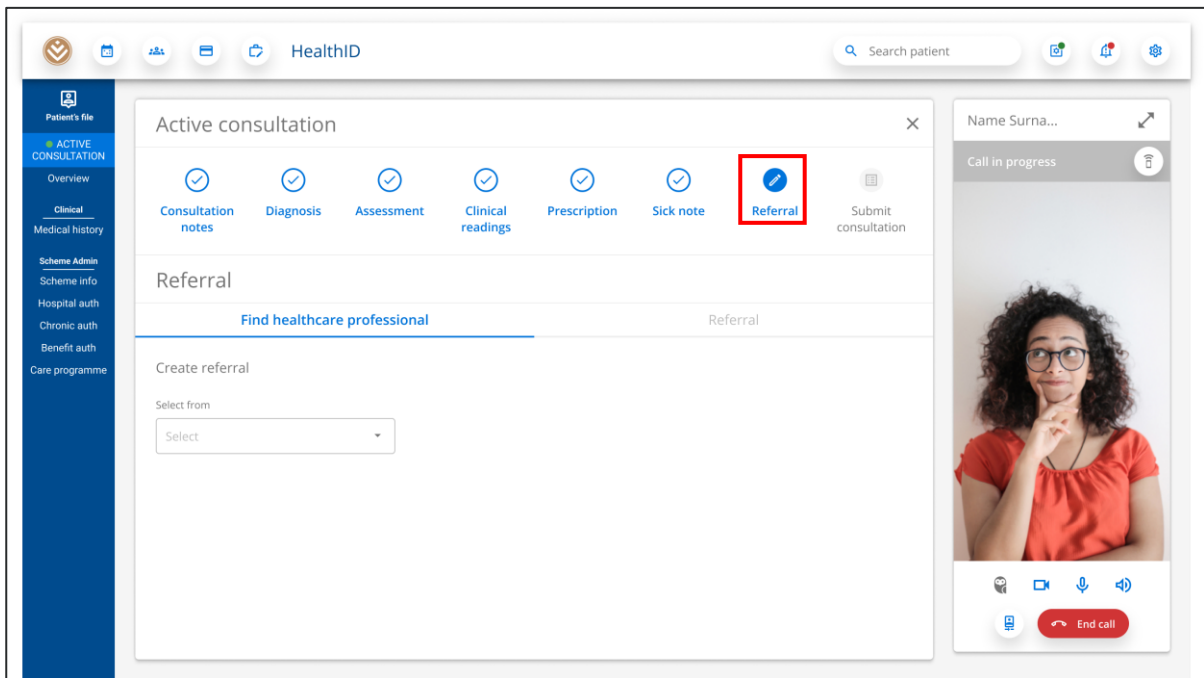 HealthID
Search patient
Patient's file
ACTIVE
CONSULTATION
Overview
Clinical
Medical history
Scheme Admin
Scheme info
Hospital auth
Chronic auth
Benefit auth
Care programme
Active consultation
Consultation
notes
Diagnosis
Assessment
Clinical
readings
Prescription
Sick note
Referral
Submit
consultation
Referral
Find healthcare professional
Referral
Create referral
Select from
Select
Name Surna...
Call in progress
End call